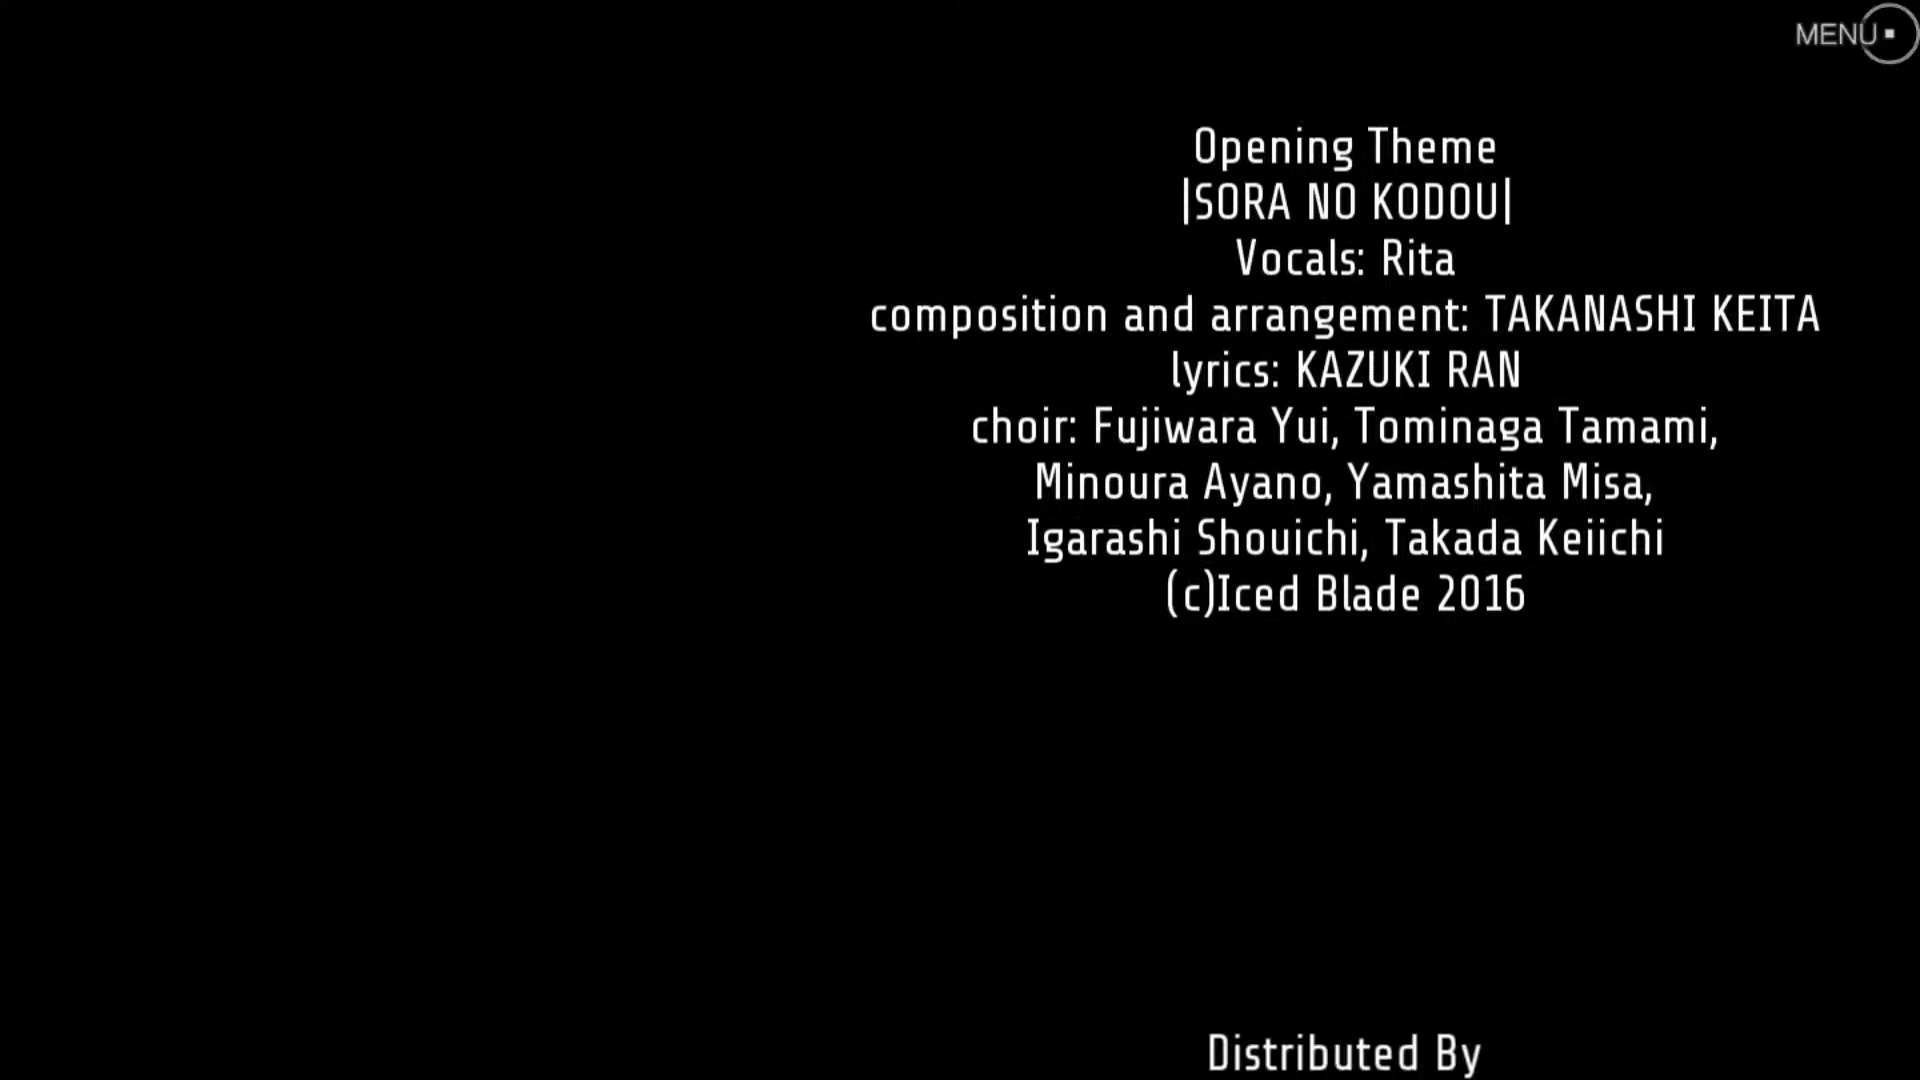 MENU
Opening Theme
|SORA NO KODOU|
Vocals: Rita
composition and arrangement: TAKANASHI KEITA
lyrics: KAZUKI RAN
choir: Fujiwara Yui, Tominaga Tamami,
Minoura Ayano, Yamashita Misa,
Igarashi Shouichi, Takada Keiichi
(c)Iced Blade 2016
Distributed By